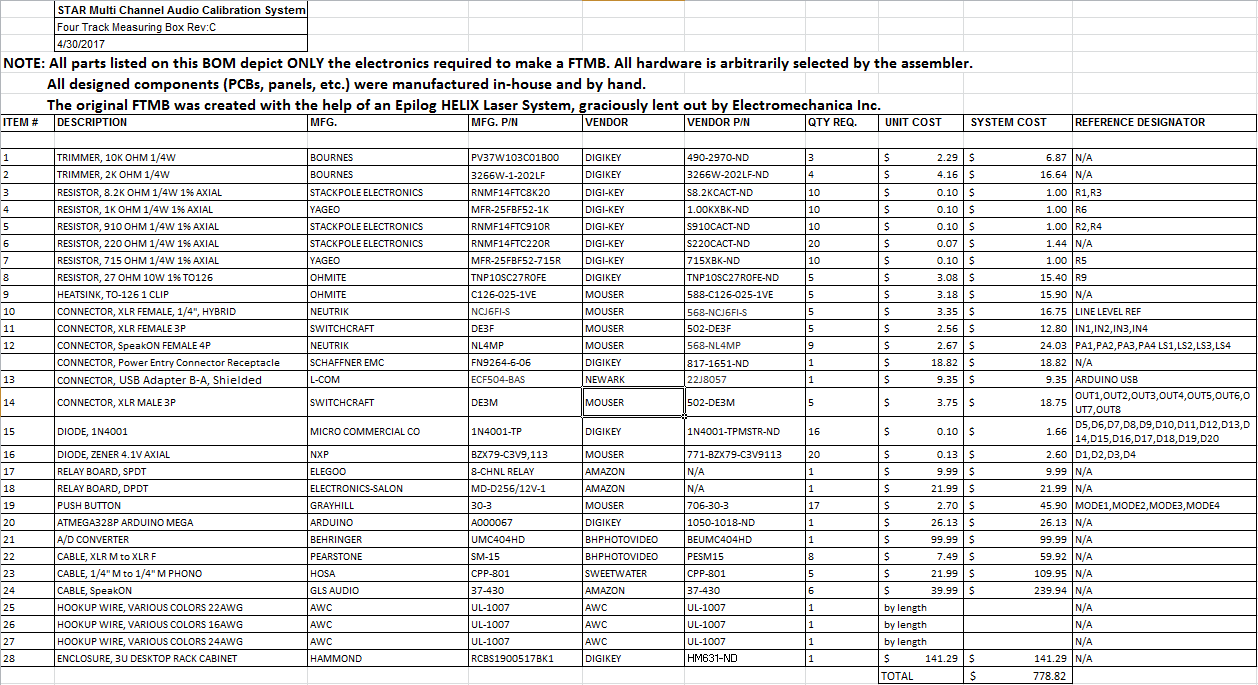 STAR Multi Channel Audio Calibration System
Four Track Measuring Box Rev:C
4/30/2017
NOTE: All parts listed on this BOM depict ONLY the electronics required to make a FTMB. All hardware is arbitrarily selected by the assembler.
All designed components (PCBs, panels, etc.) were manufactured in-house and by hand.
The original FTMB was created with the help of an Epilog HELIX Laser System, graciously lent out by Electromechanica Inc.
ITEM # DESCRIPTION MFG. MFG. P/N VENDOR VENDOR P/N QTY REQ. UNIT COST SYSTEM COST REFERENCE DESIGNATOR
1 TRIMMER, 10K OHM 1/4W BOURNES PV37W103C01B00 DIGIKEY 490-2970-ND 3 $ 2.29 $ 6.87 N/A
2 TRIMMER, 2K OHM 1/4W BOURNES 3266W-1-202LF DIGIKEY 3266W-202LF-ND 4 $ 4.16 $ 16.64 N/A
3 RESISTOR, 8.2K OHM 1/4W 1% AXIAL STACKPOLE ELECTRONICS RNMF14FTC8K20 DIGI-KEY S8.2KCACT-ND 10 $ 0.10 $ 1.00 R1,R3
4 RESISTOR, 1K OHM 1/4W 1% AXIAL YAGEO MFR-25FBF52-1K DIGI-KEY 1.00KXBK-ND 10 $ 0.10 $ 1.00 R6
5 RESISTOR, 910 OHM 1/4W 1% AXIAL STACKPOLE ELECTRONICS RNMF14FTC910R DIGI-KEY S910CACT-ND 10 $ 0.10 $ 1.00 R2,R4
6 RESISTOR, 220 OHM 1/4W 1% AXIAL STACKPOLE ELECTRONICS RNMF14FTC220R DIGI-KEY S220CACT-ND 20 $ 0.07 $ 1.44 N/A
7 RESISTOR, 715 OHM 1/4W 1% AXIAL YAGEO MFR-25FBF52-715R DIGI-KEY 715XBK-ND 10 $ 0.10 $ 1.00 R5
8 RESISTOR, 27 OHM 10W 1% TO126 OHMITE TNP10SC27R0FE DIGIKEY TNP10SC27R0FE-ND 5 $ 3.08 $ 15.40 R9
9 HEATSINK, TO-126 1 CLIP OHMITE C126-025-1VE MOUSER 588-C126-025-1VE 5 $ 3.18 $ 15.90 N/A
10 CONNECTOR, XLR FEMALE, 1/4", HYBRID NEUTRIK NCJ6FI-S MOUSER 568-NCJ6FI-S 5 $ 3.35 $ 16.75 LINE LEVEL REF
11 CONNECTOR, XLR FEMALE 3P SWITCHCRAFT DE3F MOUSER 502-DE3F 5 $ 2.56 $ 12.80 IN1,IN2,IN3,IN4
12 CONNECTOR, SpeakON FEMALE 4P NEUTRIK NL4MP MOUSER 568-NL4MP 9 $ 2.67 $ 24.03 PA1,PA2,PA3,PA4 LS1,LS2,LS3,LS4
CONNECTOR, Power Entry Connector Receptacle SCHAFFNER EMC FN9264-6-06 DIGIKEY 817-1651-ND 1 $ 18.82 $ 18.82 N/A
13 CONNECTOR, USB Adapter B-A, Shielded L-COM ECF504-BAS NEWARK 22J8057 1 $ 9.35 $ 9.35 ARDUINO USB
14 CONNECTOR, XLR MALE 3P SWITCHCRAFT DE3M MOUSER 502-DE3M 5 $ 3.75 $ 18.75 OUT1,OUT2,OUT3,OUT4,OUT5,OUT6,O
UT7,OUT8
15 DIODE, 1N4001 MICRO COMMERCIAL CO 1N4001-TP DIGIKEY 1N4001-TPMSTR-ND 16 $ 0.10 $ 1.66 D5,D6,D7,D8,D9,D10,D11,D12,D13,D
14,D15,D16,D17,D18,D19,D20
16 DIODE, ZENER 4.1V AXIAL NXP BZX79-C3V9,113 MOUSER 771-BZX79-C3V9113 20 $ 0.13 $ 2.60 D1,D2,D3,D4
17 RELAY BOARD, SPDT ELEGOO 8-CHNL RELAY AMAZON N/A 1 $ 9.99 $ 9.99 N/A
18 RELAY BOARD, DPDT ELECTRONICS-SALON MD-D256/12V-1 AMAZON N/A 1 $ 21.99 $ 21.99 N/A
19 PUSH BUTTON GRAYHILL 30-3 MOUSER 706-30-3 17 $ 2.70 $ 45.90 MODE1,MODE2,MODE3,MODE4
20 ATMEGA328P ARDUINO MEGA ARDUINO A000067 DIGIKEY 1050-1018-ND 1 $ 26.13 $ 26.13 N/A
21 A/D CONVERTER BEHRINGER UMC404HD BHPHOTOVIDEO BEUMC404HD 1 $ 99.99 $ 99.99 N/A
22 CABLE, XLR M to XLR F PEARSTONE SM-15 BHPHOTOVIDEO PESM15 8 $ 7.49 $ 59.92 N/A
23 CABLE, 1/4" M to 1/4" M PHONO HOSA CPP-801 SWEETWATER CPP-801 5 $ 21.99 $ 109.95 N/A
24 CABLE, SpeakON GLS AUDIO 37-430 AMAZON 37-430 6 $ 39.99 $ 239.94 N/A
25 HOOKUP WIRE, VARIOUS COLORS 22AWG AWC UL-1007 AWC UL-1007 1 by length N/A
26 HOOKUP WIRE, VARIOUS COLORS 16AWG AWC UL-1007 AWC UL-1007 1 by length N/A
27 HOOKUP WIRE, VARIOUS COLORS 24AWG AWC UL-1007 AWC UL-1007 1 by length N/A
28 ENCLOSURE, 3U DESKTOP RACK CABINET HAMMOND RCBS1900517BK1 DIGIKEY HM631-ND 1 $ 141.29 $ 141.29 N/A
TOTAL $ 778.82